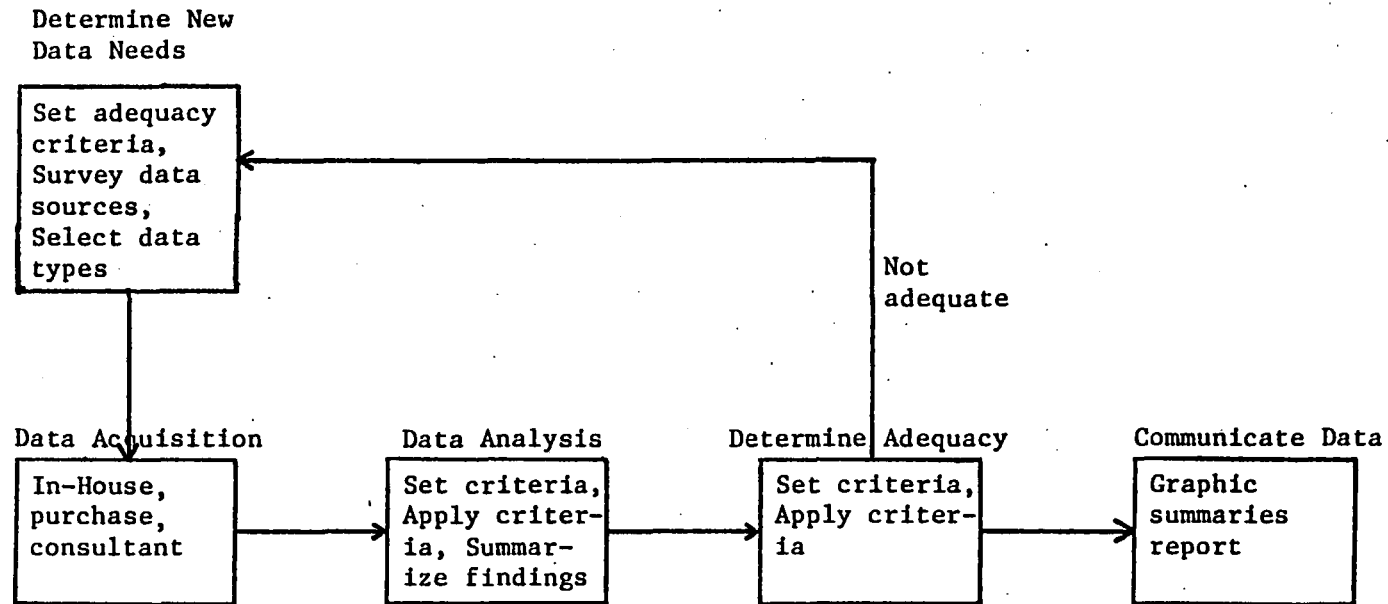 Determine New
Data Needs
Set adequacy
criteria,
Survey data
sources,
Select data
types
Not
adequate
Data Acquisition
In-House,
purchase,
consultant
Data Analysis
Set criteria,
Apply criter-
ia, Summar-
ize findings
Determine Adequacy
Set criteria,
Apply criter-
ia
Communicate Data
Graphic
summaries
report